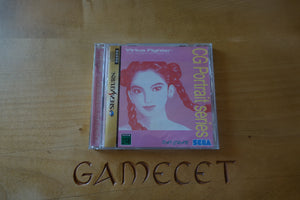 Virtua Fighter
SEGA SATURN
CG Portrait series
SEGA
GAMECET